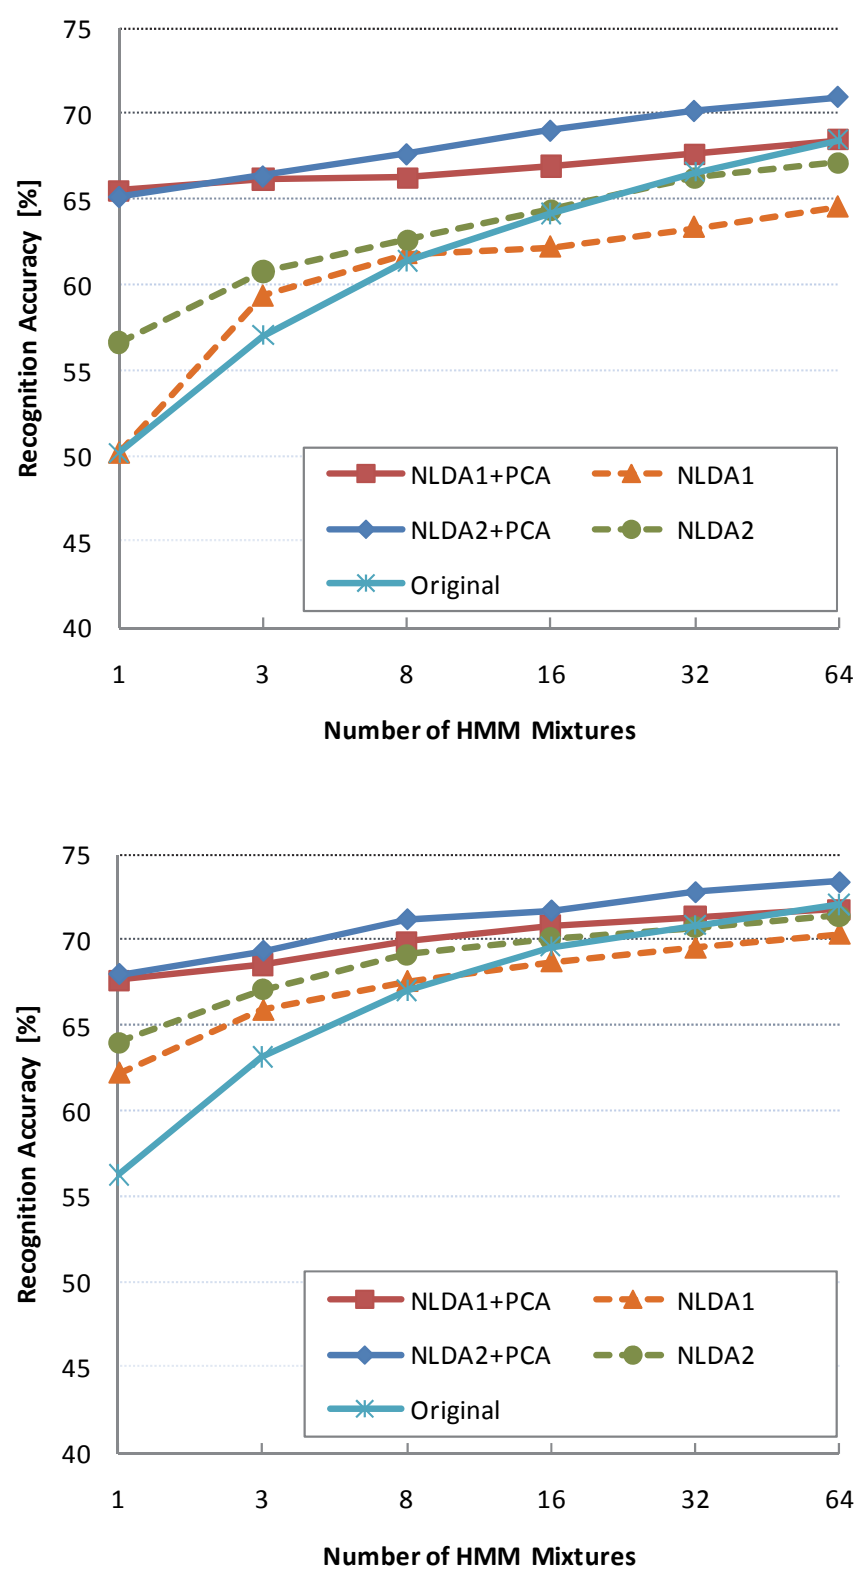 75
70
65
60
55
50
45
40
Recognition Accuracy [%]
NLDA1+PCA NLDA1
NLDA2+PCA NLDA2
Original
1 3 8 16 32 64
Number of HMM Mixtures
75
70
65
60
55
50
45
40
Recognition Accuracy [%]
NLDA1+PCA NLDA1
NLDA2+PCA NLDA2
Original
1 3 8 16 32 64
Number of HMM Mixtures